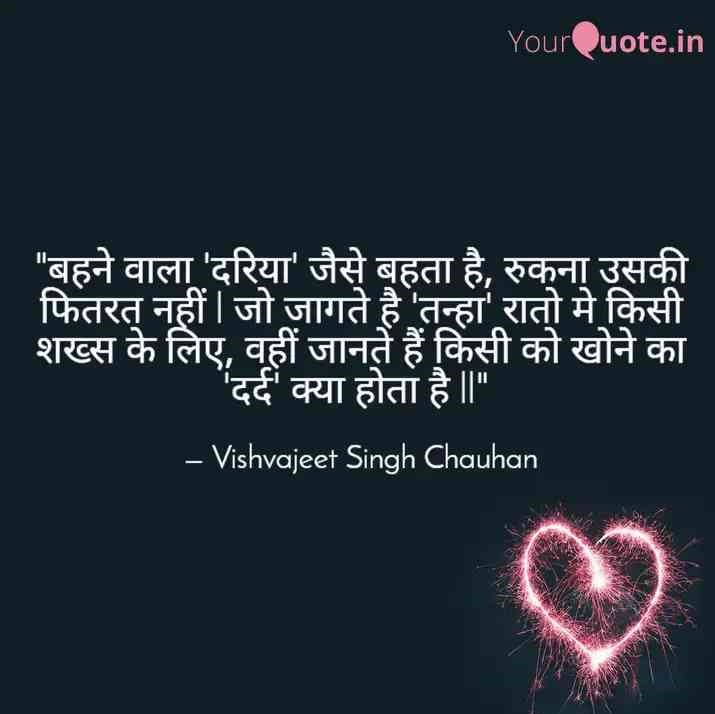 YourQuote.in
"बहने वाला 'दरिया' जैसे बहता है, रुकना उसकी
फितरत नहीं | जो जागते है 'तन्हा' रातो मे किसी
शख्स के लिए, वहीं जानते हैं किसी को खोने का
'दर्द' क्या होता है ||"
– Vishvajeet Singh Chauhan